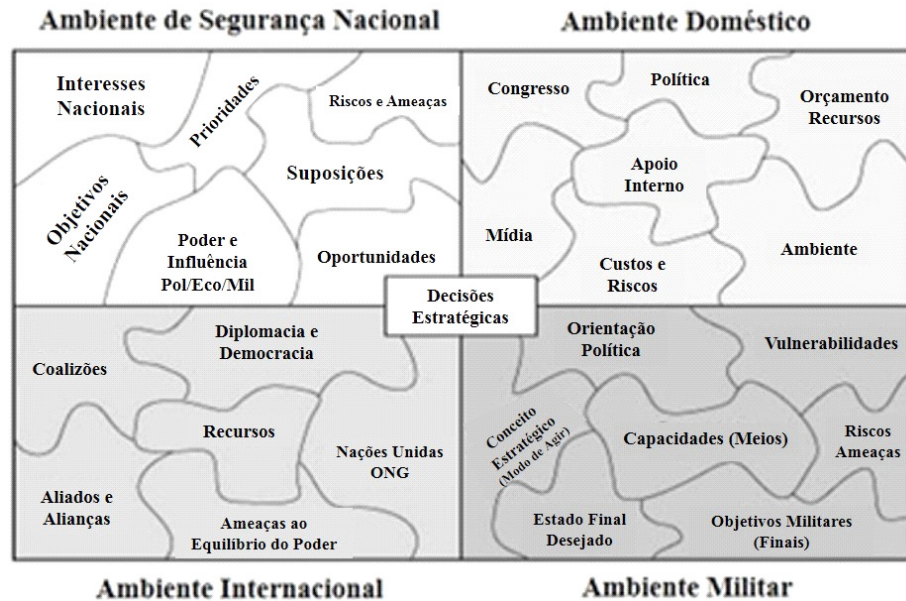 Ambiente de Segurança Nacional
Ambiente Doméstico
Interesses
Nacionais
Prioridades
Riscos e Ameaças
Objetivos
Nacionais
Suposições
Poder e
Influência
Pol/Eco/Mil
Oportunidades
Congresso
Política
Orçamento
Recursos
Apoio
Interno
Mídia
Custos e
Riscos
Ambiente
Decisões
Estratégicas
Coalizões
Diplomacia e
Democracia
Recursos
Nações Unidas
ONG
Aliados e
Alianças
Ameaças ao
Equilíbrio do Poder
Orientação
Política
Vulnerabilidades
Conceito
Estratégico
(Modo de Agir)
Capacidades (Meios)
Riscos
Ameaças
Estado Final
Desejado
Objetivos Militares
(Finais)
Ambiente Internacional
Ambiente Militar